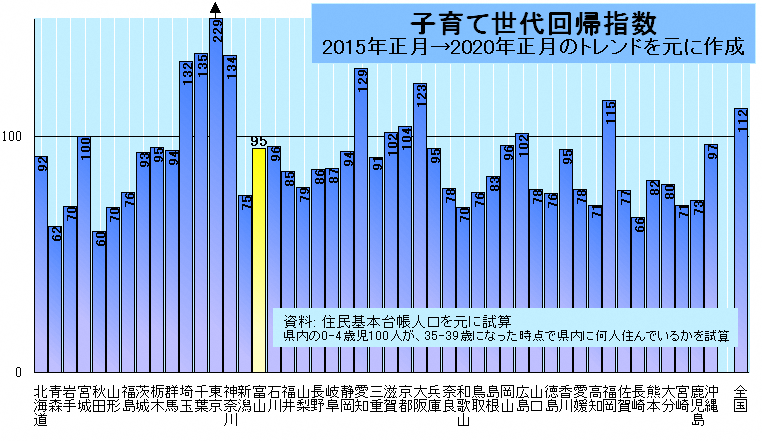 子育て世代回帰指数
2015年正月→2020年正月のトレンドを元に作成
100
0
92
62
70
100
60
70
76
93
95
94
132
135
229
134
75
95
96
85
79
86
87
94
129
91
102
104
123
95
78
70
76
83
96
102
78
76
95
78
71
115
77
66
82
80
71
73
97
112
資料: 住民基本台帳人口を元に試算
県内の0-4歳児100人が、35-39歳になった時点で県内に何人住んでいるかを試算
北海道
青森
岩手
宮城
秋田
山形
福島
茨城
栃木
群馬
埼玉
千葉
東京
神奈川
新潟
富山
石川
福井
山梨
長野
岐阜
静岡
愛知
三重
滋賀
京都
大阪
兵庫
奈良
和歌山
鳥取
島根
岡山
広島
山口
徳島
香川
愛媛
高知
福岡
佐賀
長崎
熊本
大分
宮崎
鹿児島
沖縄
全国